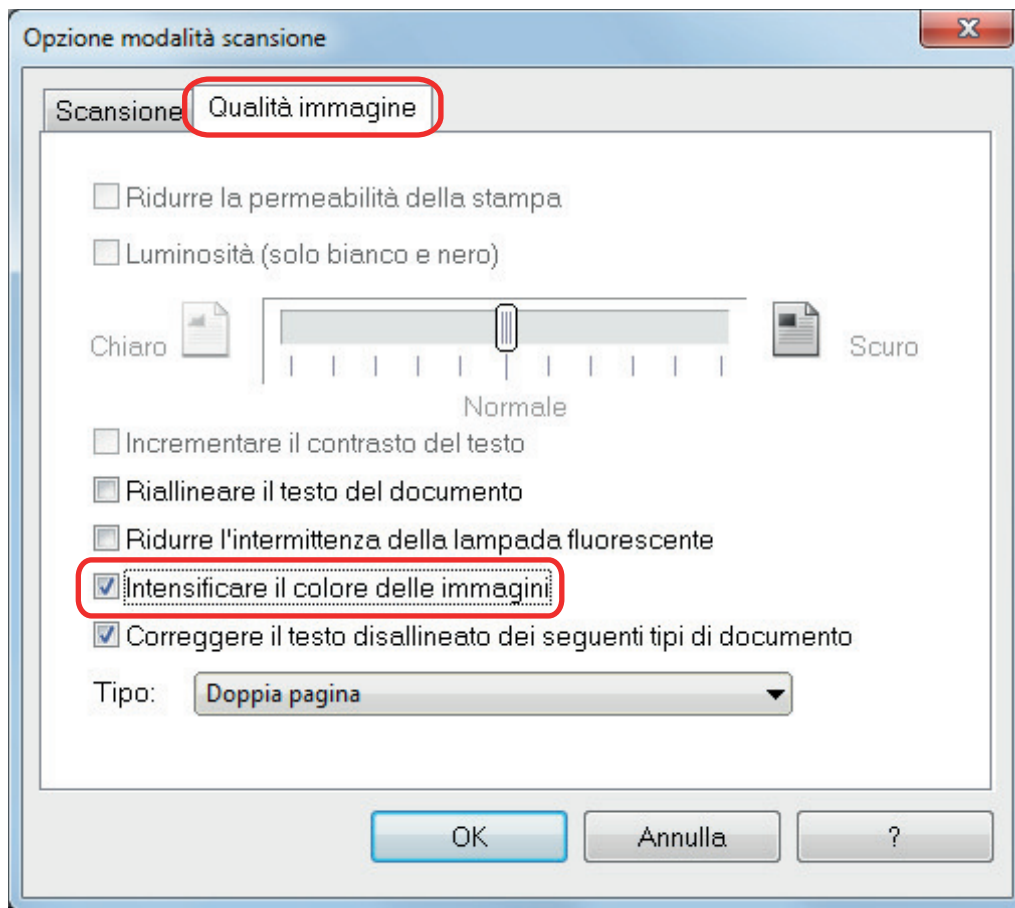 Opzione modalità scansione
Scansione
Qualità immagine
Ridurre la permeabilità della stampa
Luminosità (solo bianco e nero)
Chiaro
Scuro
Normale
Incrementare il contrasto del testo
Riallineare il testo del documento
Ridurre l'intermittenza della lampada fluorescente
Intensificare il colore delle immagini
Correggere il testo disallineato dei seguenti tipi di documento
Tipo:
Doppia pagina
OK
Annulla
?